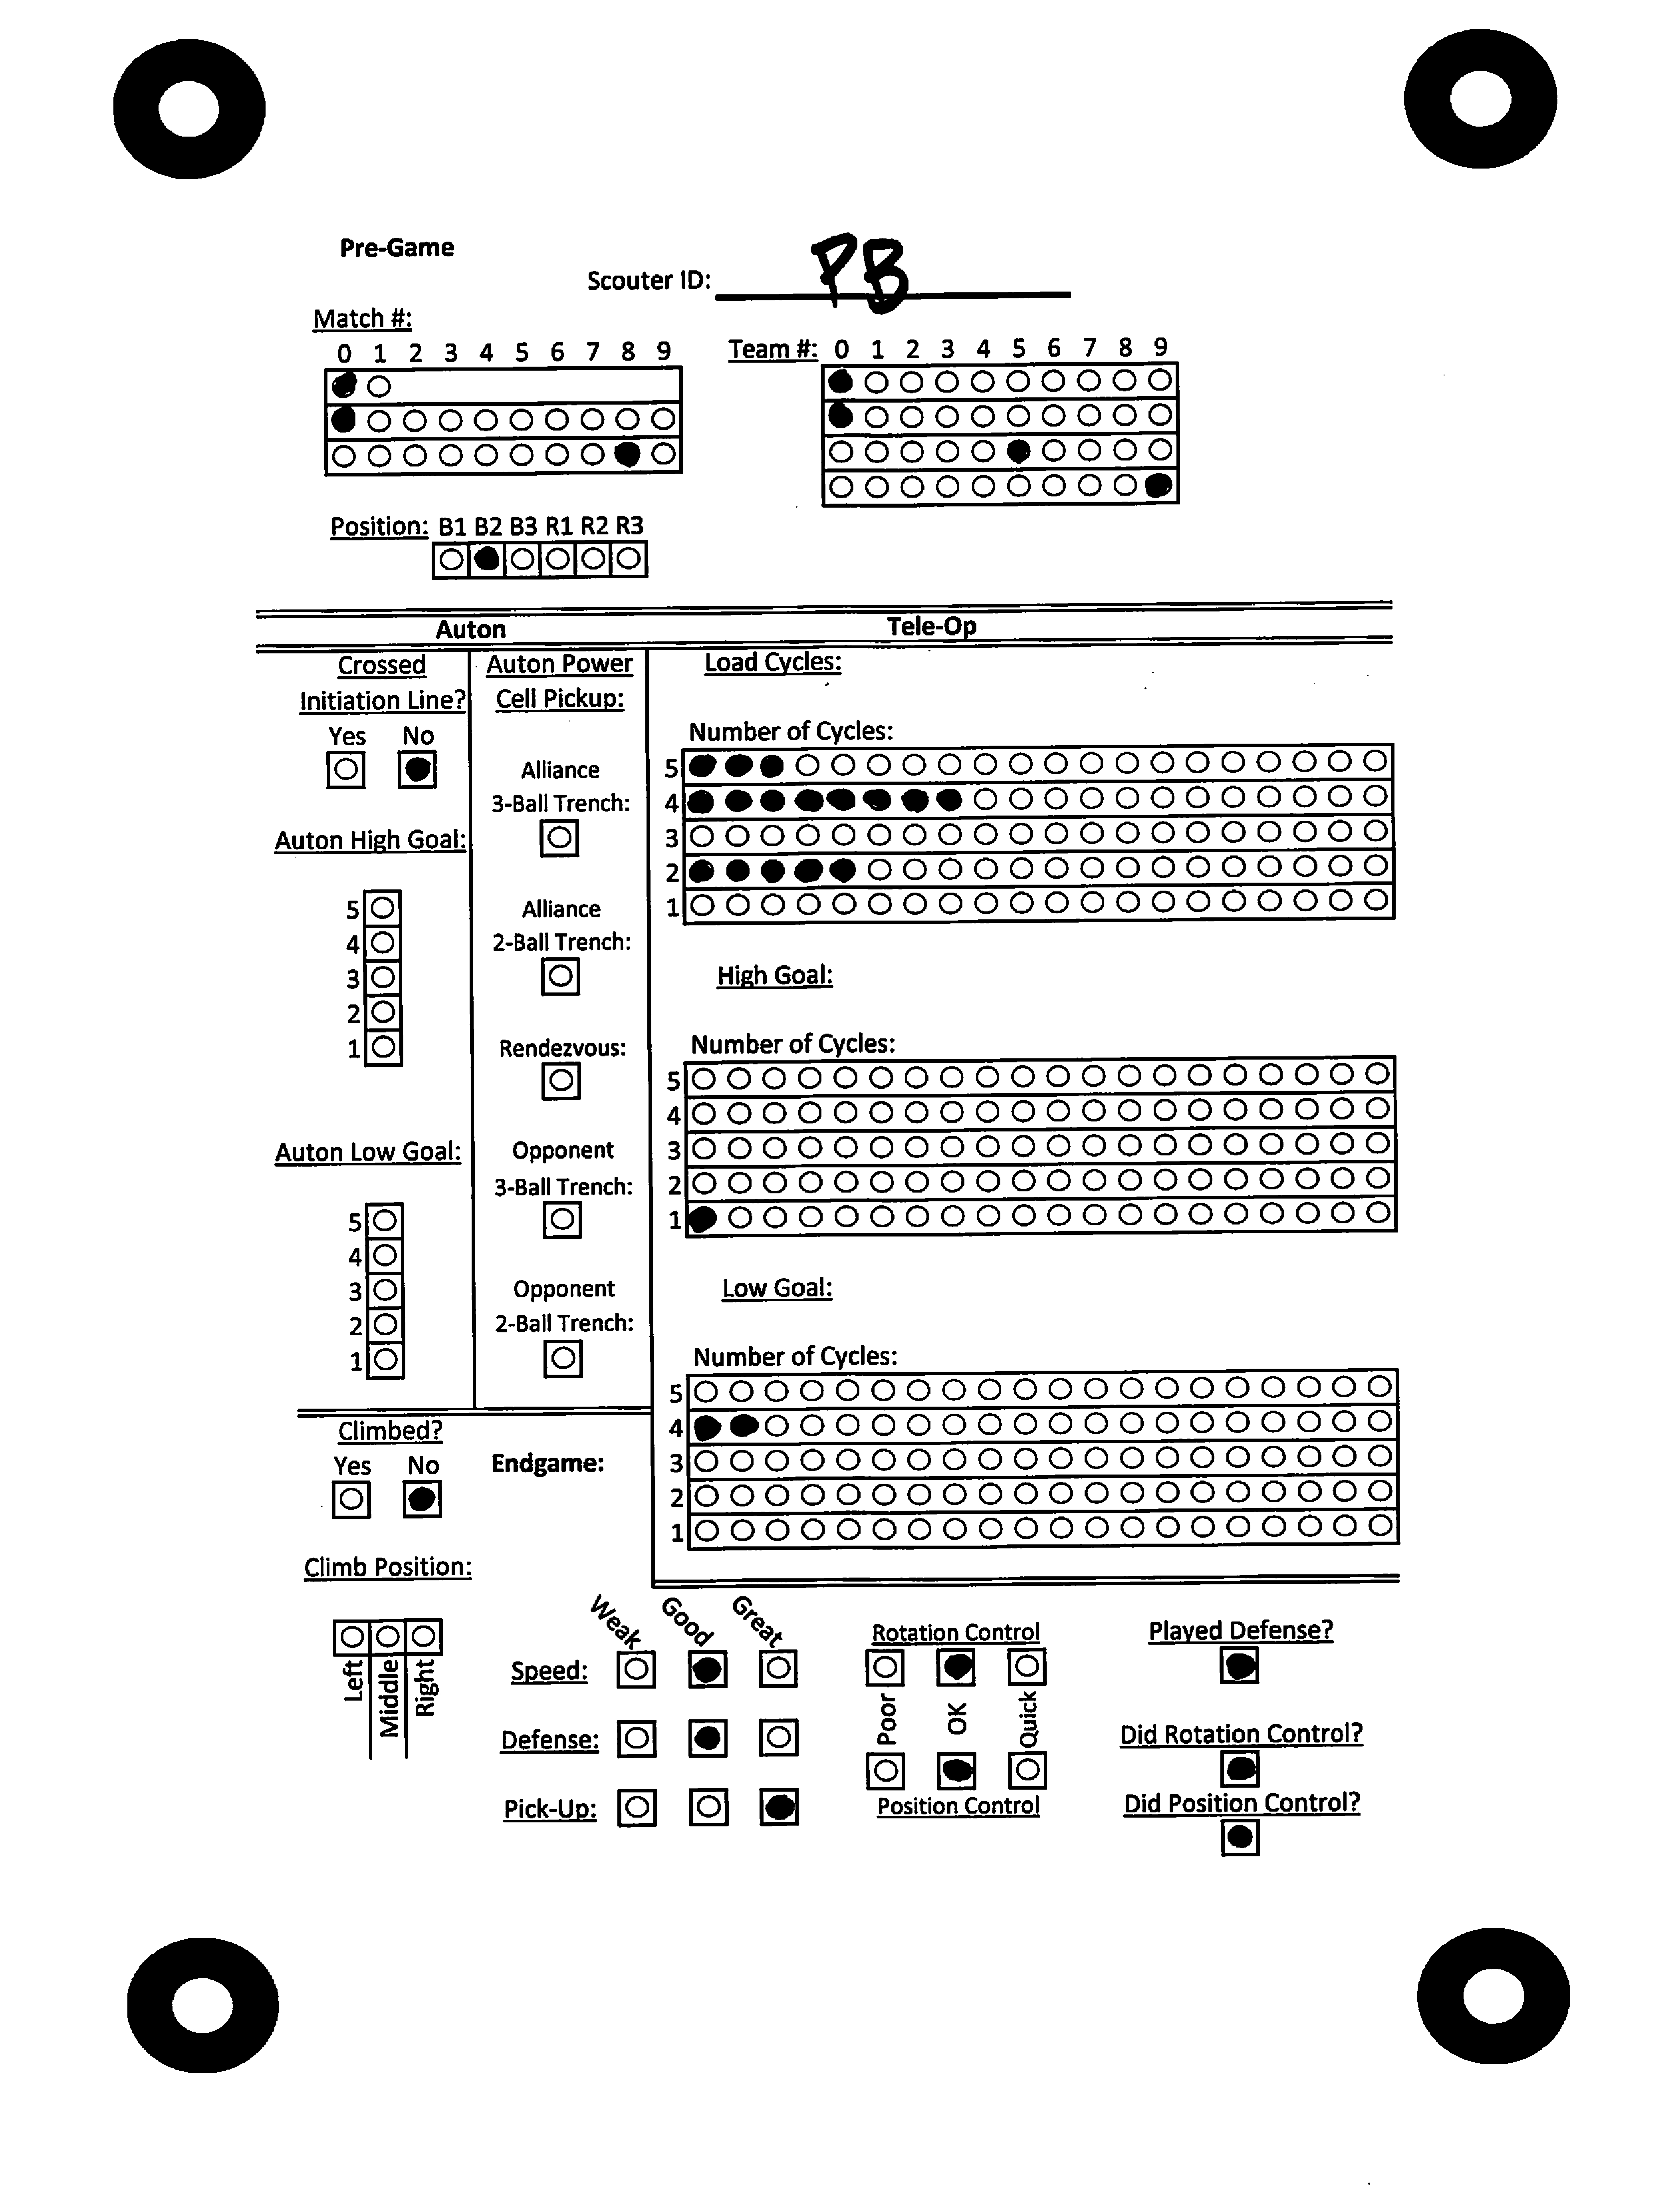 Pre-Game
Scouter ID: PB
Match #:
0 1 2 3 4 5 6 7 8 9
Team #: 0 1 2 3 4 5 6 7 8 9
Position: B1 B2 B3 R1 R2 R3
Auton
Tele-Op
Crossed
Initiation Line?
Yes No
Auton High Goal:
5
4
3
2
1
Auton Low Goal:
5
4
3
2
1
Auton Power
Cell Pickup:
Alliance
3-Ball Trench:
Alliance
2-Ball Trench:
Rendezvous:
Opponent
3-Ball Trench:
Opponent
2-Ball Trench:
Load Cycles:
Number of Cycles:
5
4
3
2
1
High Goal:
Number of Cycles:
5
4
3
2
1
Low Goal:
Number of Cycles:
5
4
3
2
1
Climbed?
Yes No
Endgame:
Climb Position:
Left
Middle
Right
Weak Good Great
Speed:
Defense:
Pick-Up:
Rotation Control
Poor OK Quick
Position Control
Played Defense?
Did Rotation Control?
Did Position Control?